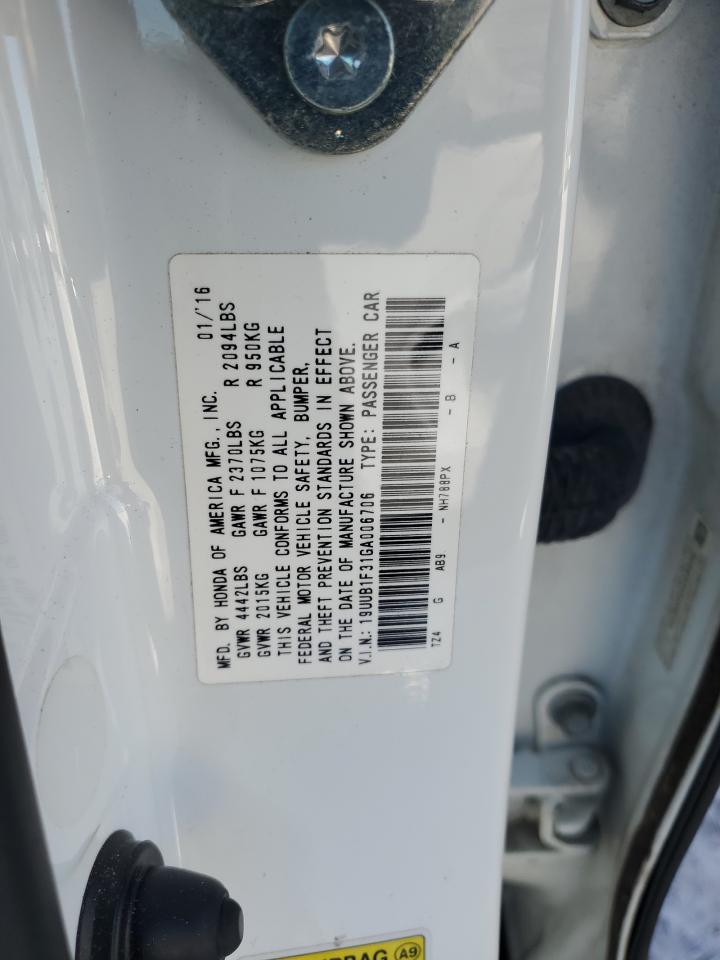 MFD. BY HONDA OF AMERICA MFG., INC. 01/'16
GVWR 4442LBS GAWR F 2370LBS R 2094LBS
GVWR 2015KG GAWR F 1075KG R 950KG
THIS VEHICLE CONFORMS TO ALL APPLICABLE
FEDERAL MOTOR VEHICLE SAFETY, BUMPER,
AND THEFT PREVENTION STANDARDS IN EFFECT
ON THE DATE OF MANUFACTURE SHOWN ABOVE.
V.I.N.: 19UUB1F31GA006706 TYPE: PASSENGER CAR
TZ4 G AB9 - NH788PX - B - A
A9